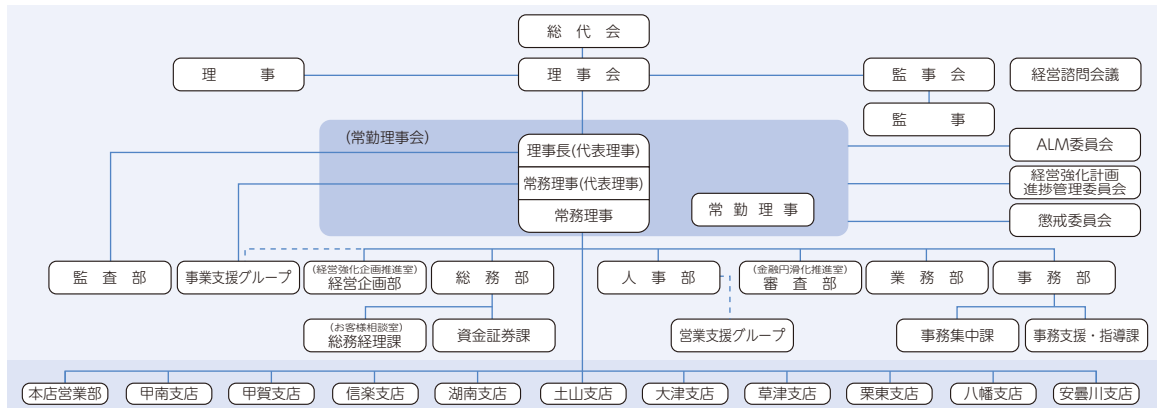 総代会
理事
理事会
監事会
経営諮問会議
監事
(常勤理事会)
理事長(代表理事)
常務理事(代表理事)
常務理事
常勤理事
ALM委員会
経営強化計画
進捗管理委員会
懲戒委員会
監査部
事業支援グループ
(経営強化企画推進室)
経営企画部
総務部
人事部
(金融円滑化推進室)
審査部
業務部
事務部
(お客様相談室)
総務経理課
資金証券課
営業支援グループ
事務集中課
事務支援・指導課
本店営業部
甲南支店
甲賀支店
信楽支店
湖南支店
土山支店
大津支店
草津支店
栗東支店
八幡支店
安曇川支店